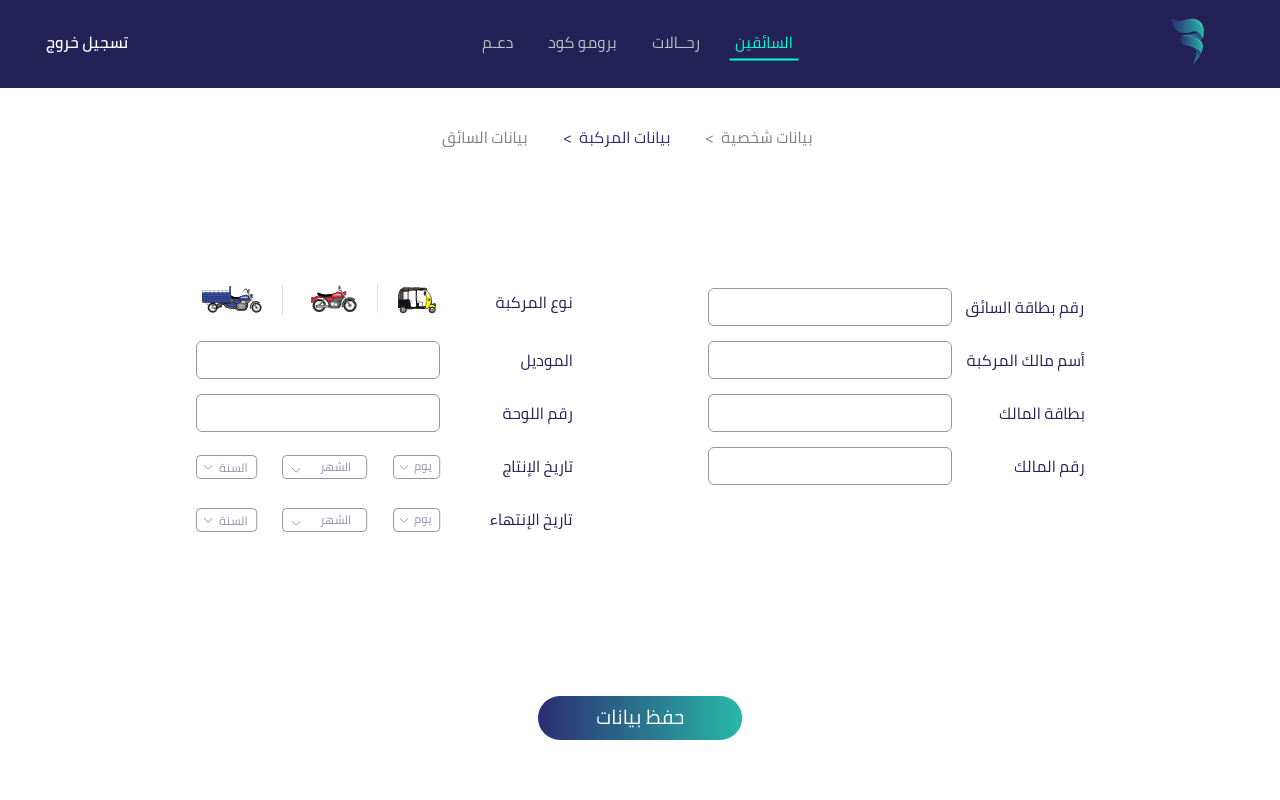 السائقين
رحــالات
برومو كود
دعـم
تسجيل خروج
بيانات شخصية >
بيانات المركبة >
بيانات السائق
رقم بطاقة السائق
أسم مالك المركبة
بطاقة المالك
رقم المالك
نوع المركبة
الموديل
رقم اللوحة
تاريخ الإنتاج
يوم
الشهر
السنة
تاريخ الإنتهاء
يوم
الشهر
السنة
حفظ بيانات